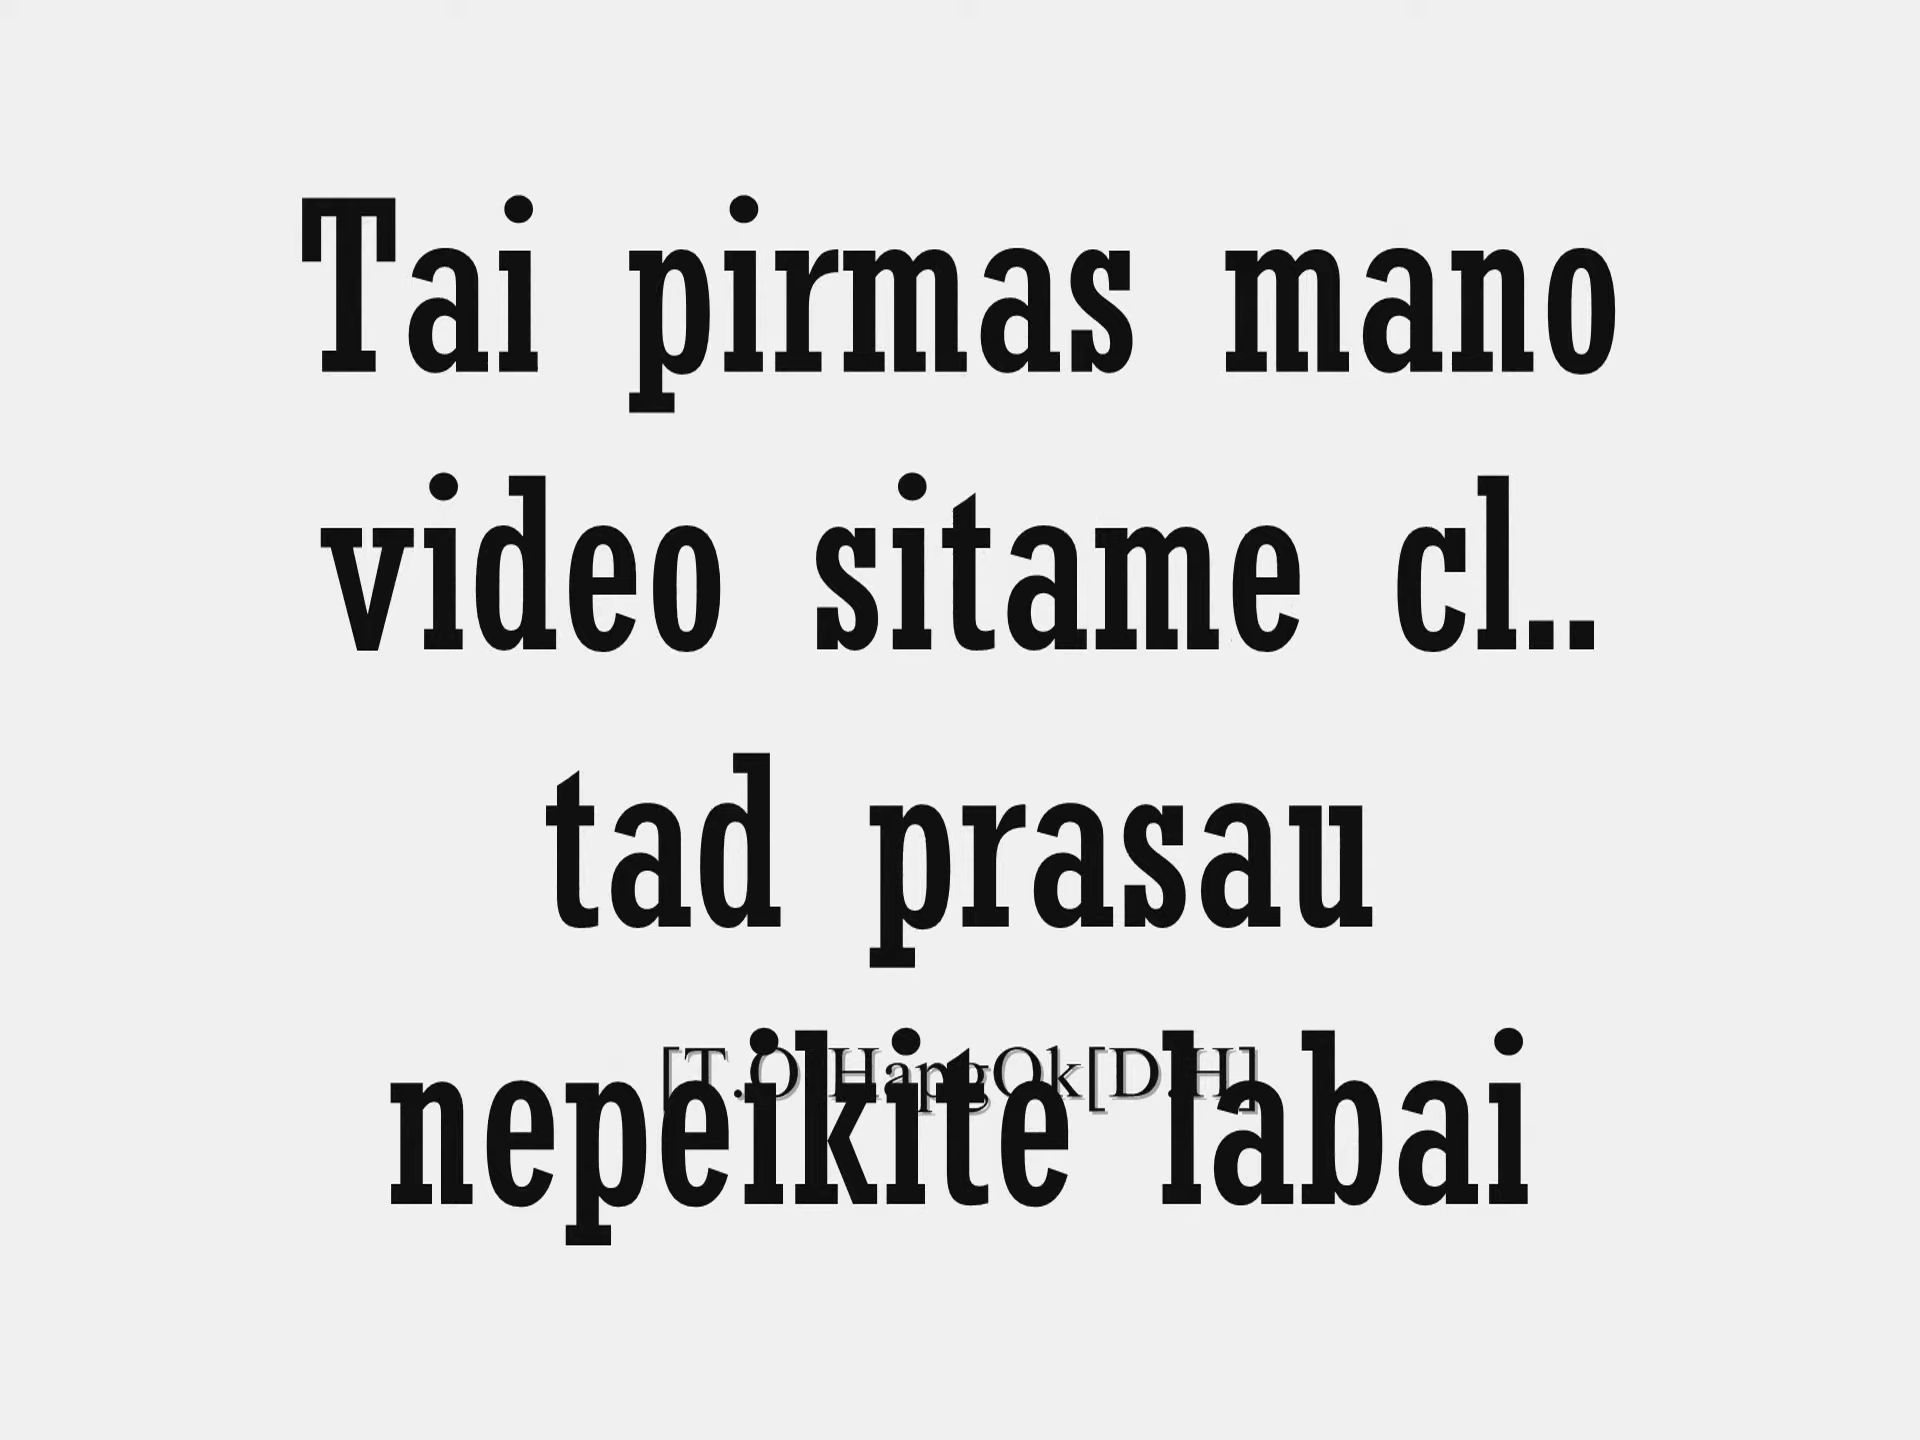 Tai pirmas mano
video sitame cl..
tad prasau
nepeikite labai